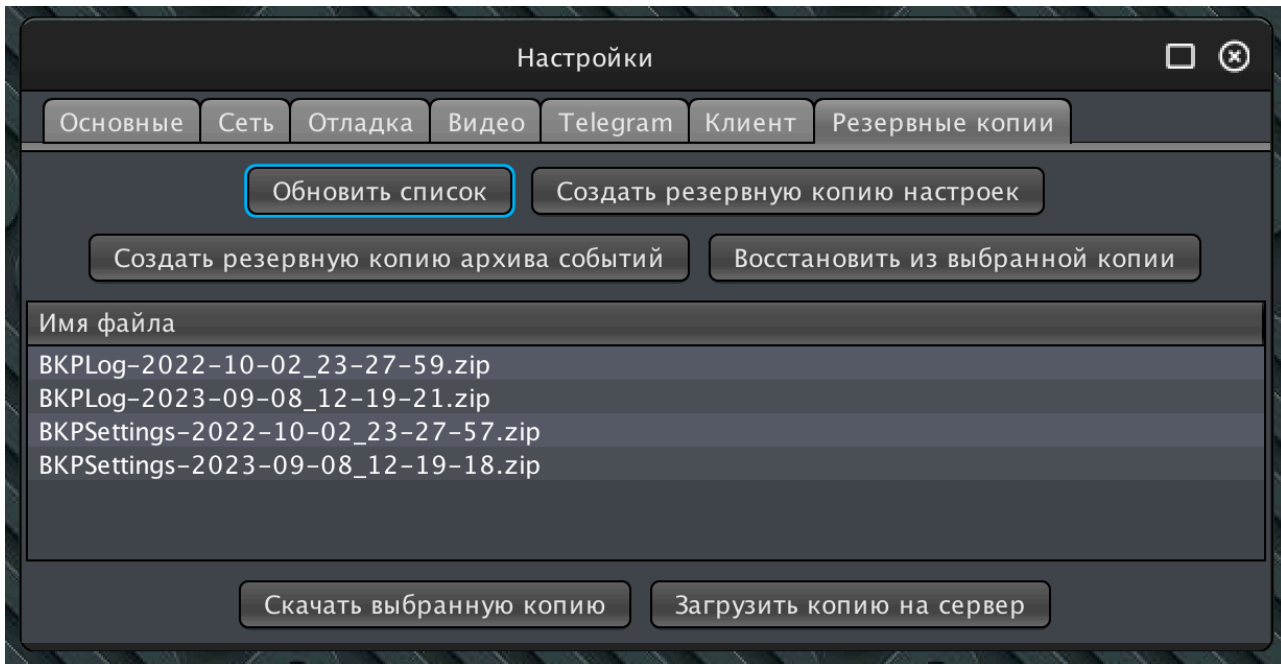 Настройки
Основные Сеть Отладка Видео Telegram Клиент Резервные копии
Обновить список Создать резервную копию настроек
Создать резервную копию архива событий Восстановить из выбранной копии
Имя файла
BKPLog-2022-10-02_23-27-59.zip
BKPLog-2023-09-08_12-19-21.zip
BKPSettings-2022-10-02_23-27-57.zip
BKPSettings-2023-09-08_12-19-18.zip
Скачать выбранную копию Загрузить копию на сервер